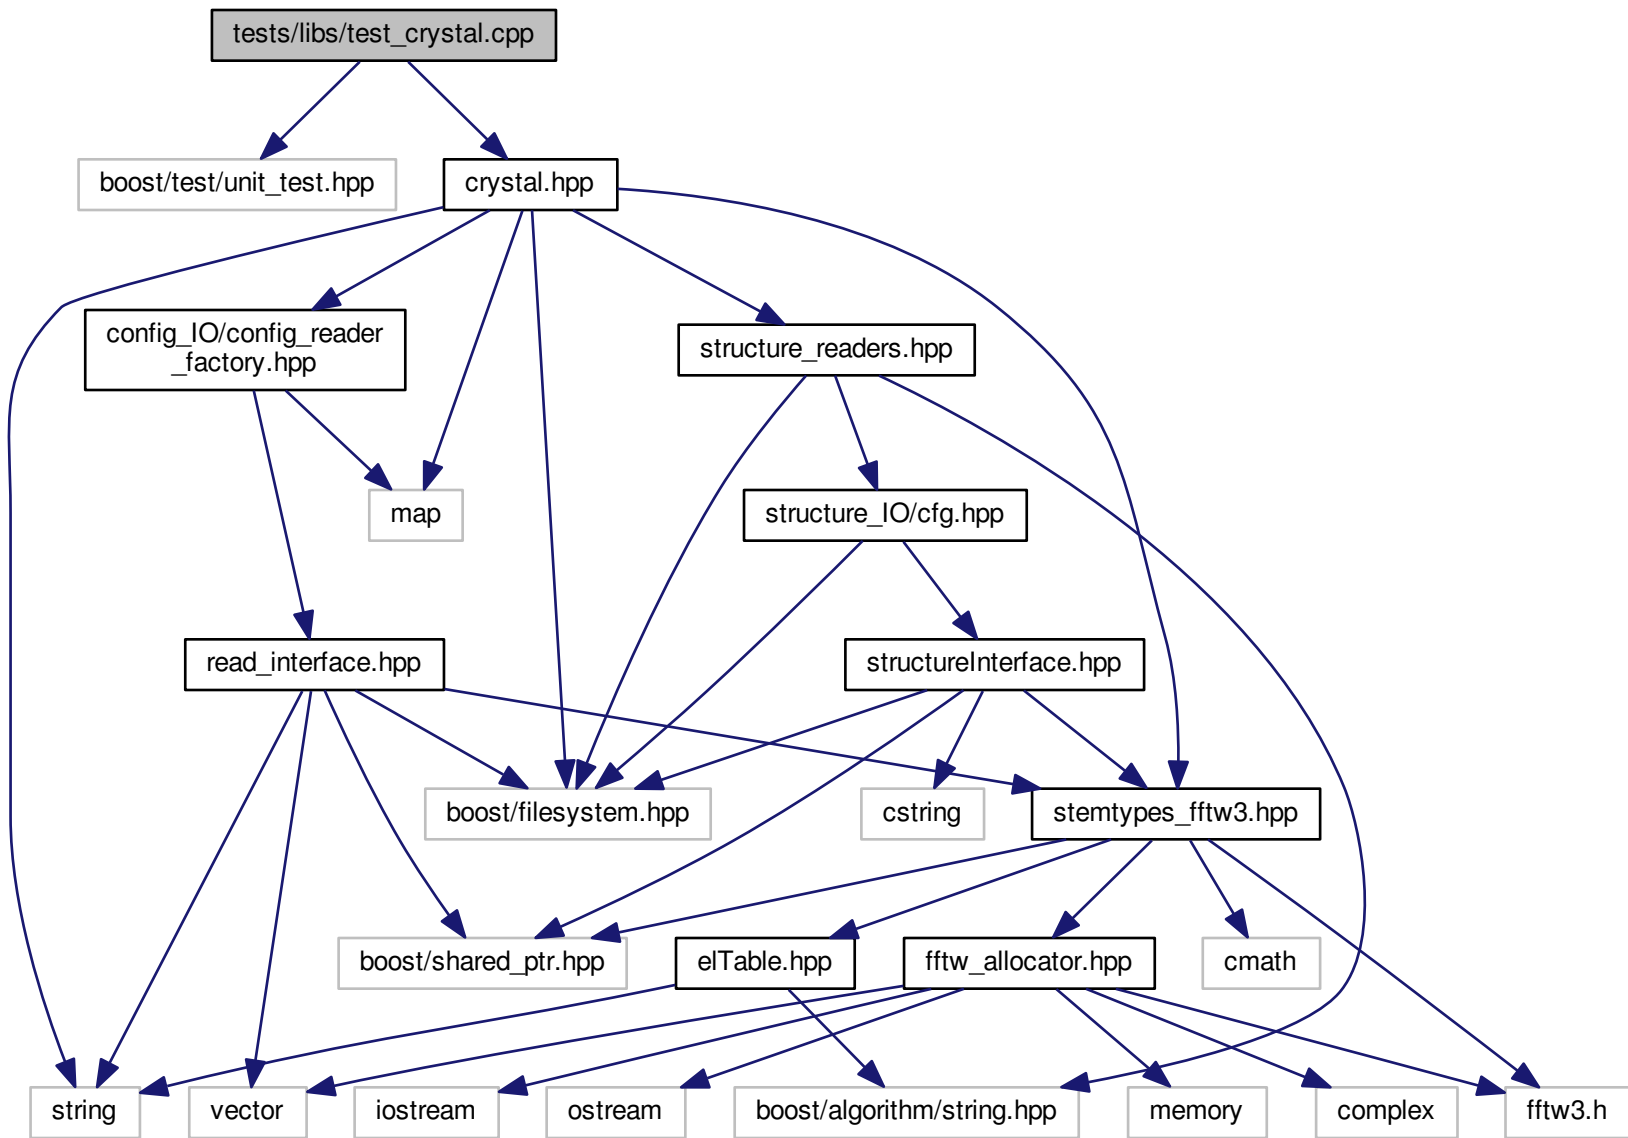 tests/libs/test_crystal.cpp
boost/test/unit_test.hpp
crystal.hpp
config_IO/config_reader
_factory.hpp
structure_readers.hpp
map
structure_IO/cfg.hpp
read_interface.hpp
structureInterface.hpp
boost/filesystem.hpp
cstring
stemtypes_fftw3.hpp
boost/shared_ptr.hpp
elTable.hpp
fftw_allocator.hpp
cmath
string
vector
iostream
ostream
boost/algorithm/string.hpp
memory
complex
fftw3.h